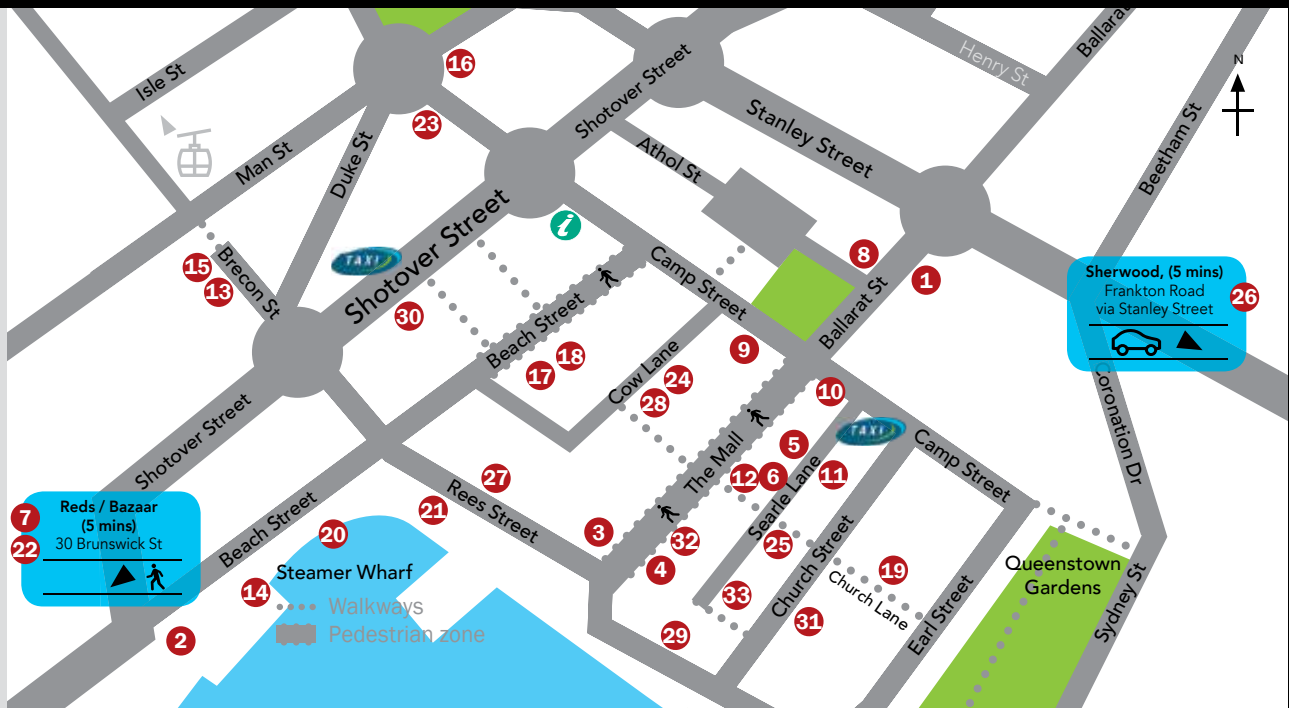 Isle St
16
23
Man St
Duke St
Shotover Street
Athol St
Stanley Street
Henry St
Ballarat
Beetham St
N
15
13
Brecon St
TAXI
Shotover Street
30
i
Camp Street
8
1
Ballarat St
Beach Street
17
18
9
Cow Lane
24
28
10
TAXI
Sherwood, (5 mins)
Frankton Road
via Stanley Street
26
Coronation Dr
Shotover Street
The Mall
5
12
6
11
Searle Lane
Camp Street
7
22
Reds / Bazaar
(5 mins)
30 Brunswick St
Beach Street
27
21
Rees Street
20
3
32
4
25
Church Street
19
Church Lane
Queenstown
Gardens
Steamer Wharf
14
Walkways
Pedestrian zone
33
31
29
Earl Street
Sydney St
2